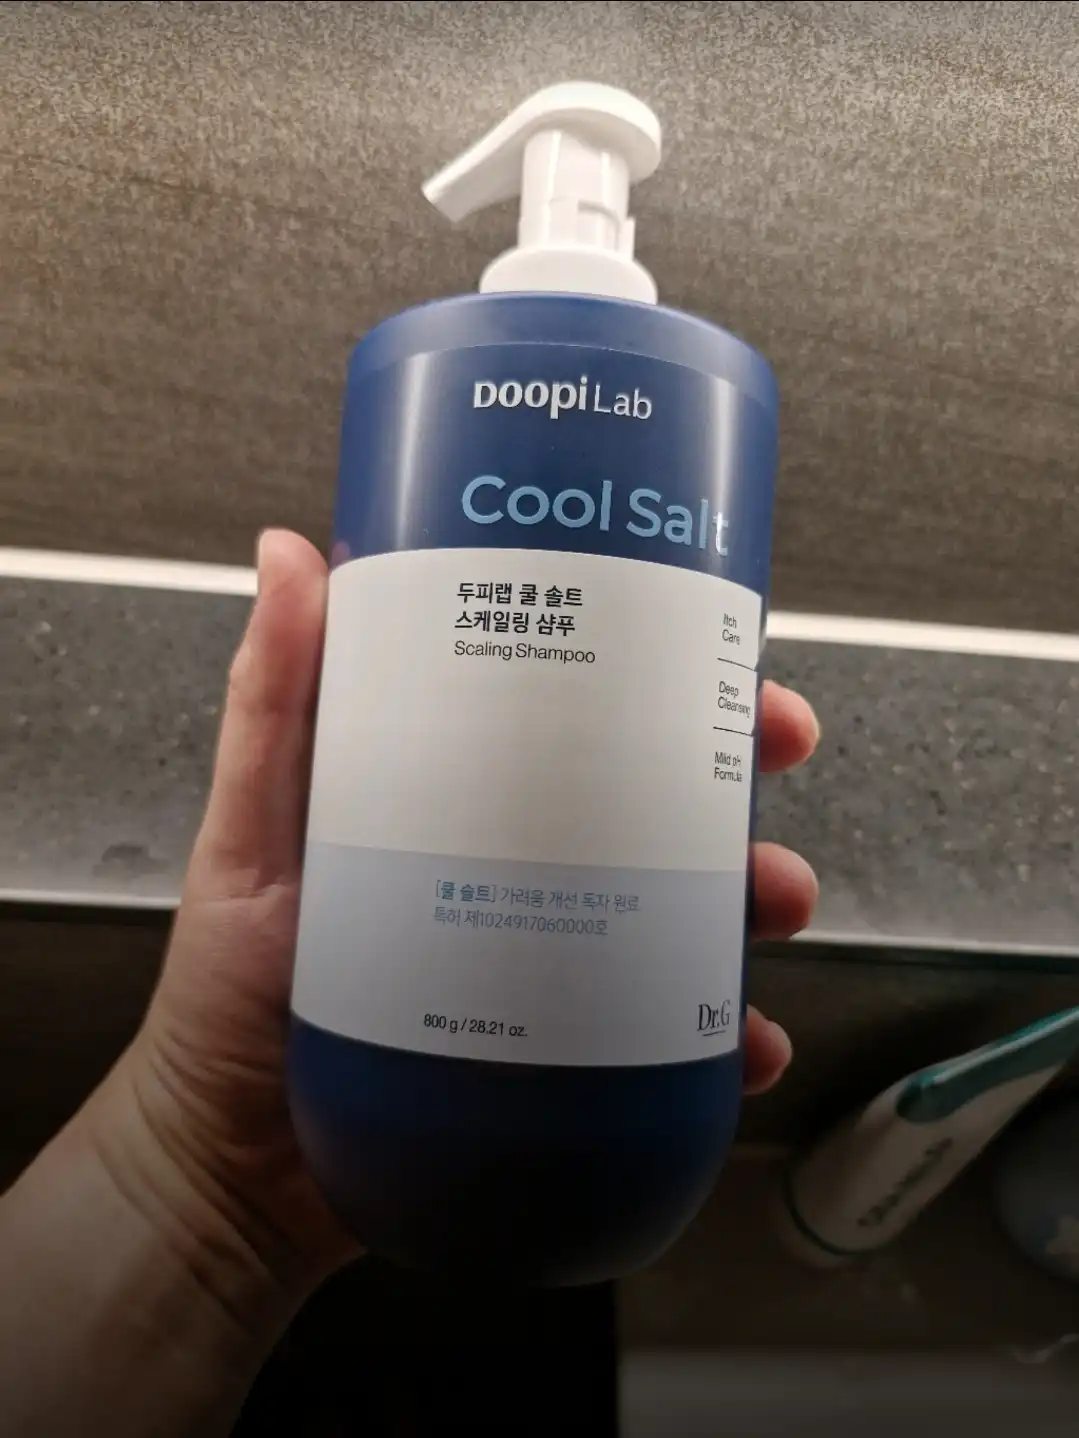 DOOPi Lab
Cool Salt
두피랩 쿨 솔트
스케일링 샴푸
Scaling Shampoo
Itch
Care
Deep
Cleansing
Mild pH
Formula
[쿨 솔트] 가려움 개선 독자 원료
특허 제1024917060000호
800 g / 28.21 oz.
Dr.G